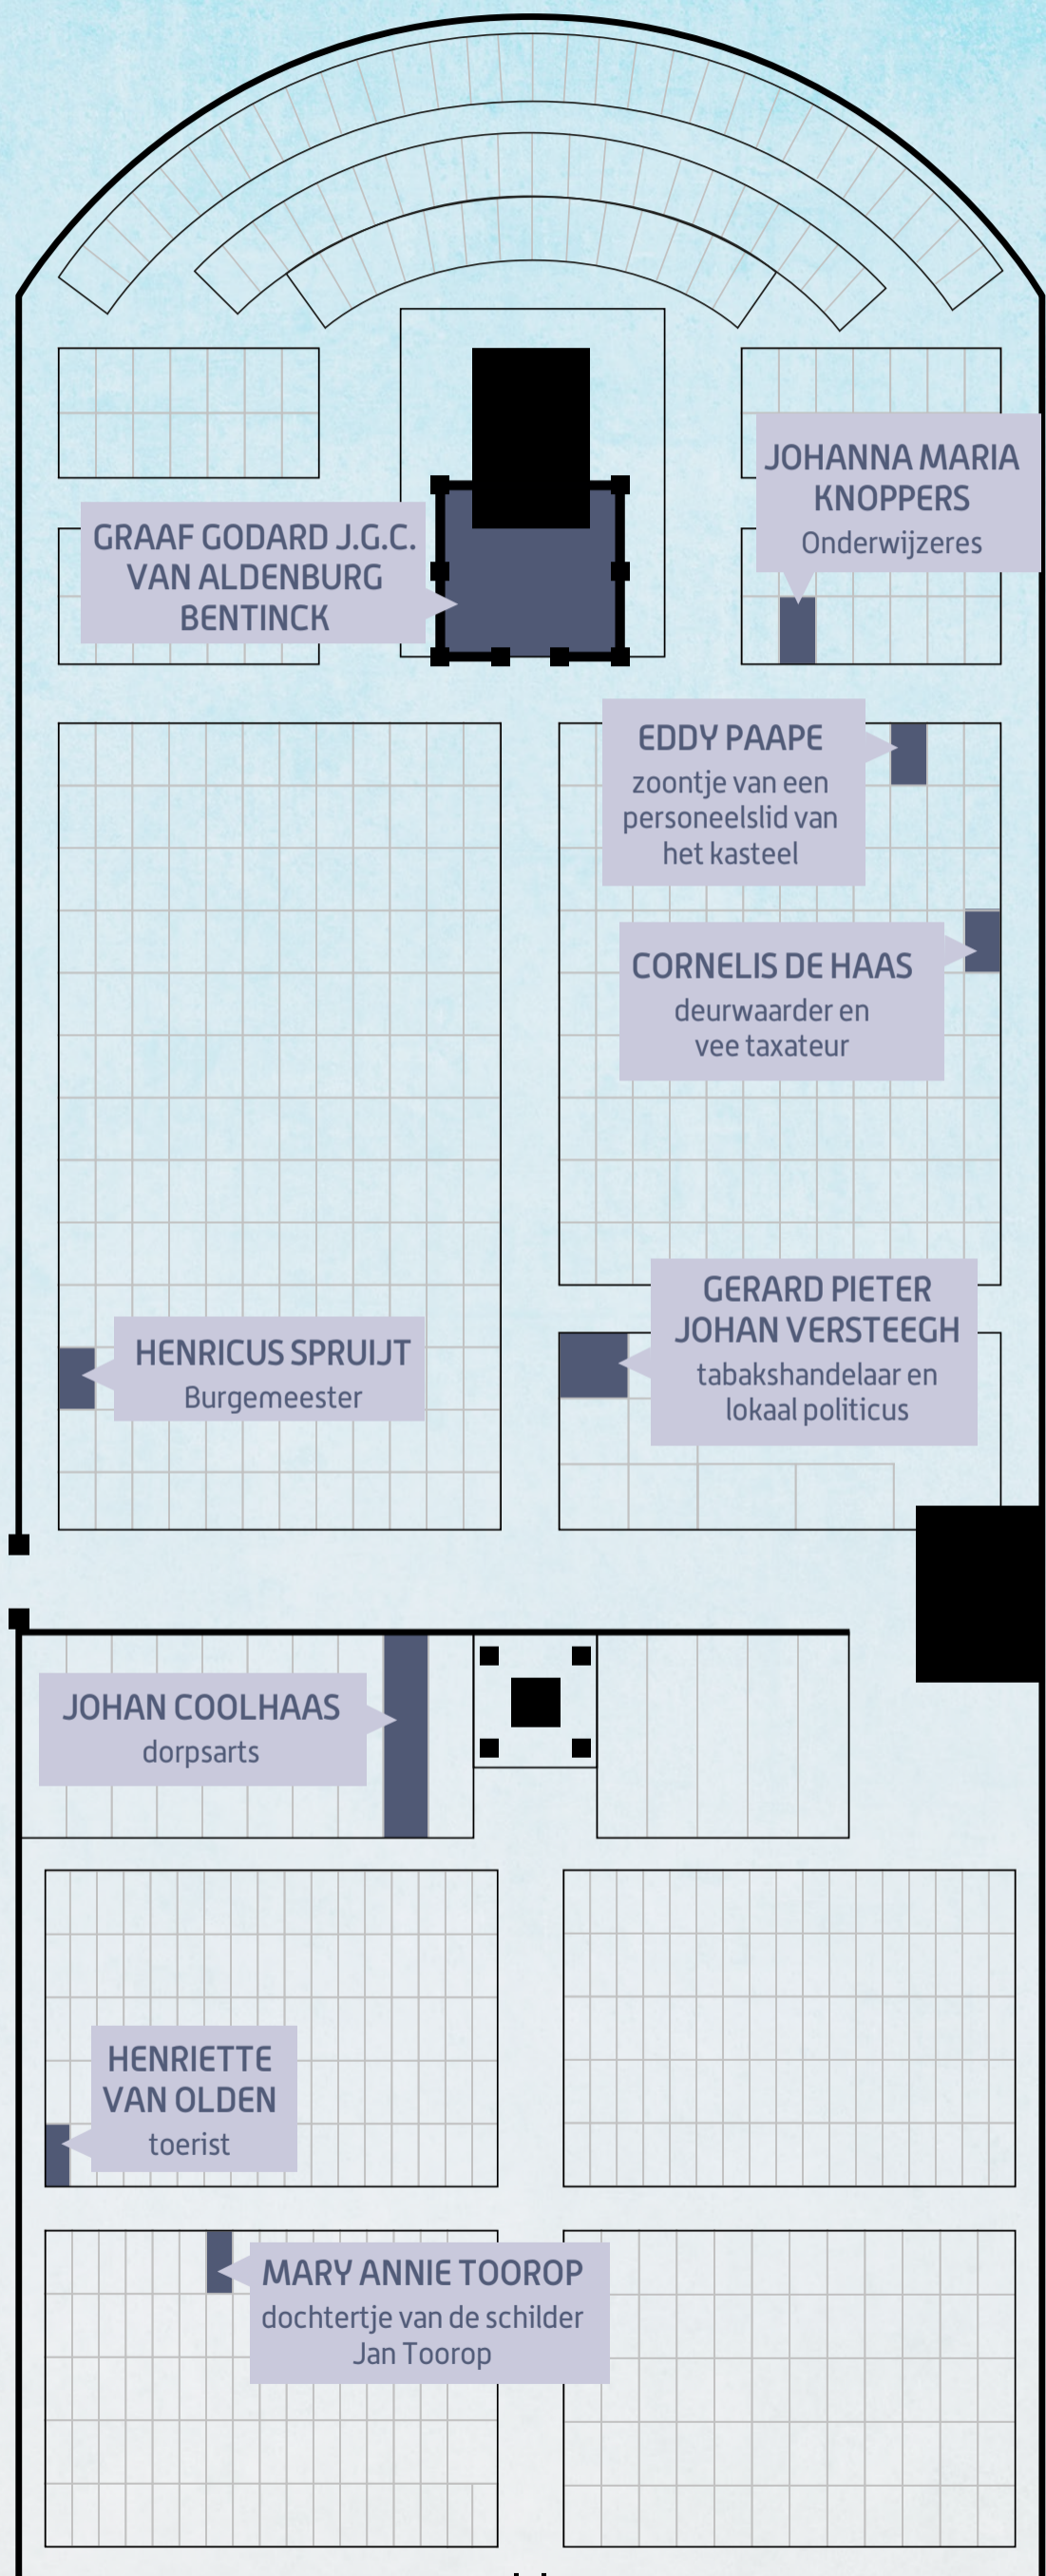 JOHANNA MARIA
KNOPPERS
Onderwijzeres
GRAAF GODARD J.G.C.
VAN ALDENBURG
BENTINCK
EDDY PAAPE
zoontje van een
personeelslid van
het kasteel
CORNELIS DE HAAS
deurwaarder en
vee taxateur
GERARD PIETER
JOHAN VERSTEEGH
tabakshandelaar en
lokaal politicus
HENRICUS SPRUIJT
Burgemeester
JOHAN COOLHAAS
dorpsarts
HENRIETTE
VAN OLDEN
toerist
MARY ANNIE TOOROP
dochtertje van de schilder
Jan Toorop